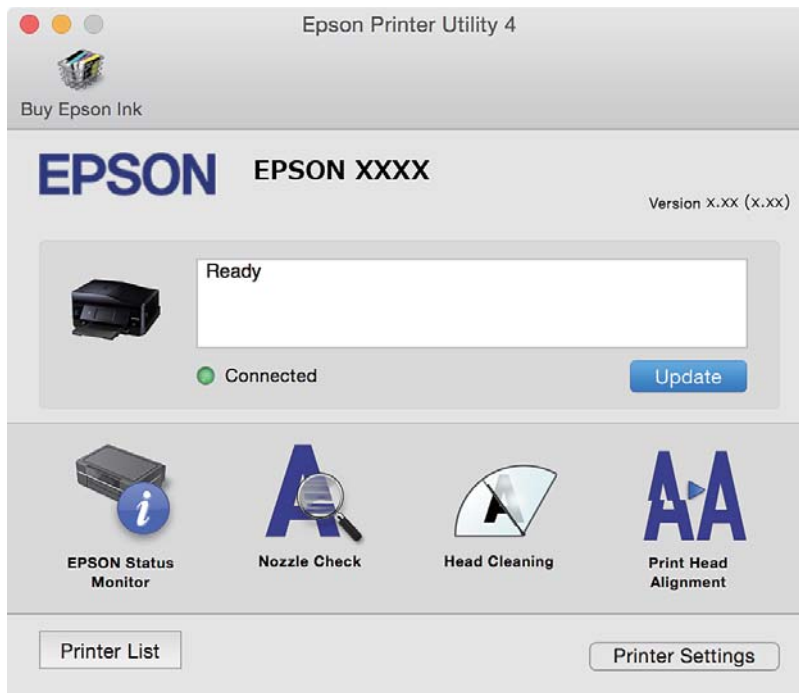 Epson Printer Utility 4
Buy Epson Ink
EPSON
EPSON XXXX
Version x.xx (x.xx)
Ready
Connected
Update
EPSON Status
Monitor
Nozzle Check
Head Cleaning
Print Head
Alignment
Printer List
Printer Settings